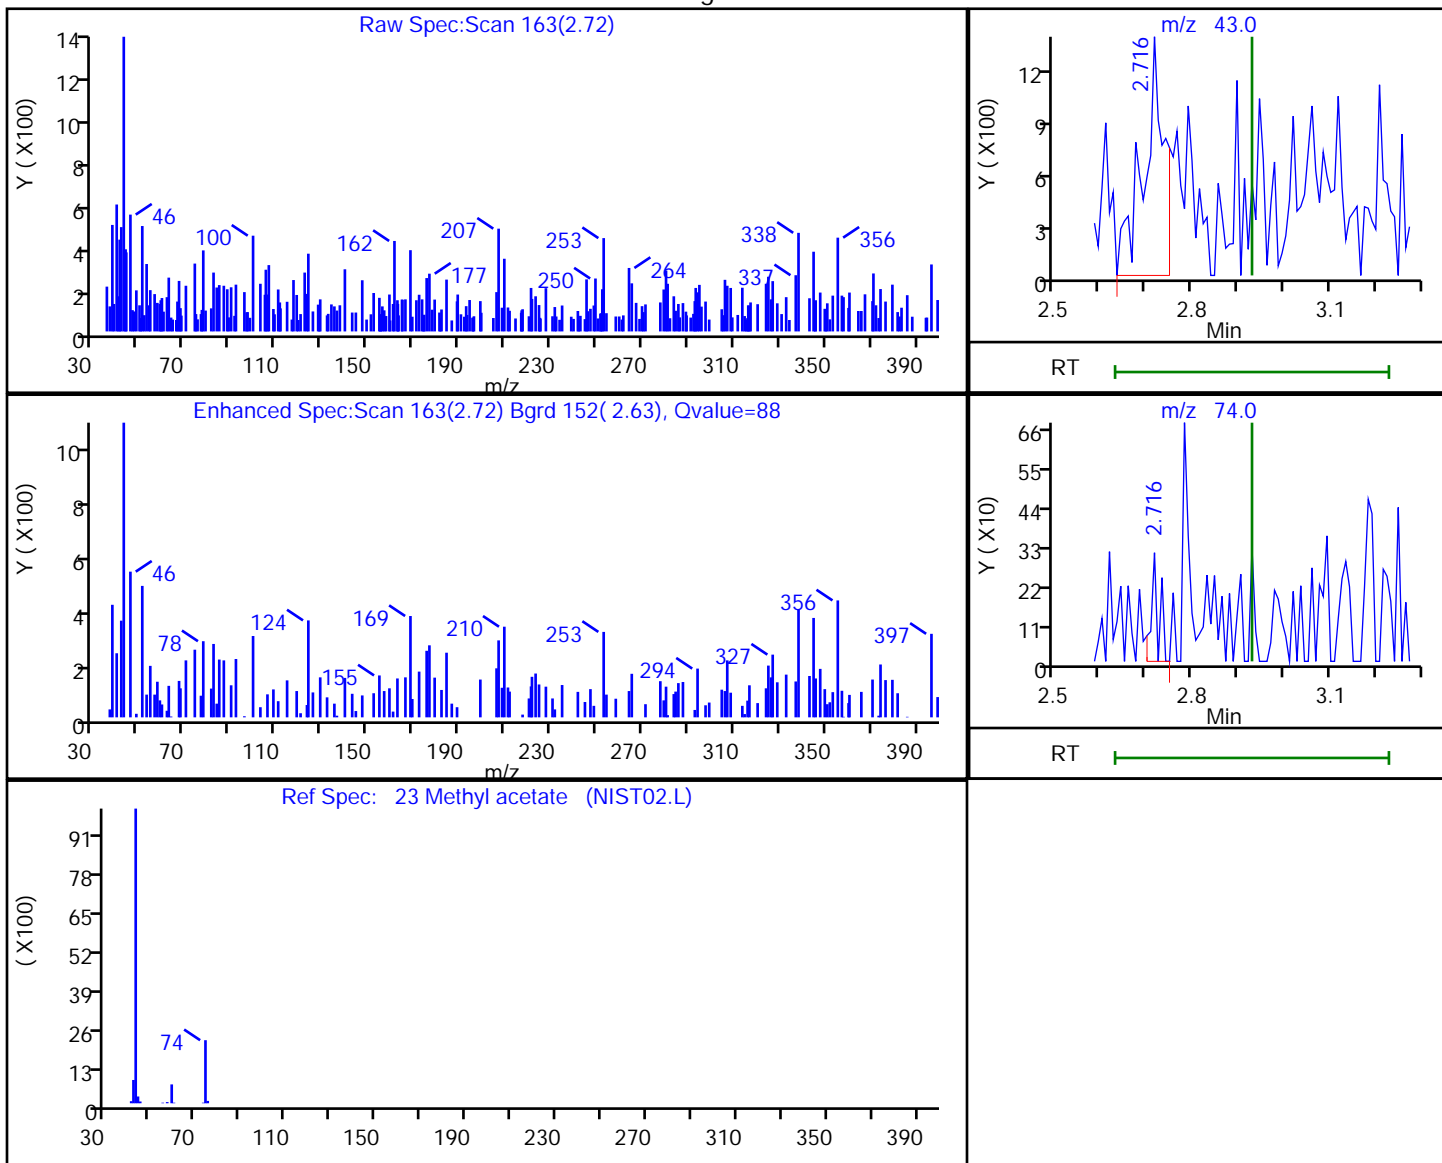 Raw Spec:Scan 163(2.72)
Y ( X100)
14
12
10
8
6
4
2
0
46
100
162
177
207
253
250
264
338
337
356
30 70 110 150 190 230 270 310 350 390
m/z
m/z 43.0
Y ( X100)
12
9
6
3
0
2.716
2.5 2.8 3.1
Min
RT
Enhanced Spec:Scan 163(2.72) Bgrd 152( 2.63), Qvalue=88
Y ( X100)
10
8
6
4
2
0
46
78
124
155
169
210
253
294
327
356
397
30 70 110 150 190 230 270 310 350 390
m/z
m/z 74.0
Y ( X10)
66
55
44
33
22
11
0
2.716
2.5 2.8 3.1
Min
RT
Ref Spec: 23 Methyl acetate (NIST02.L)
( X100)
91
78
65
52
39
26
13
0
74
30 70 110 150 190 230 270 310 350 390